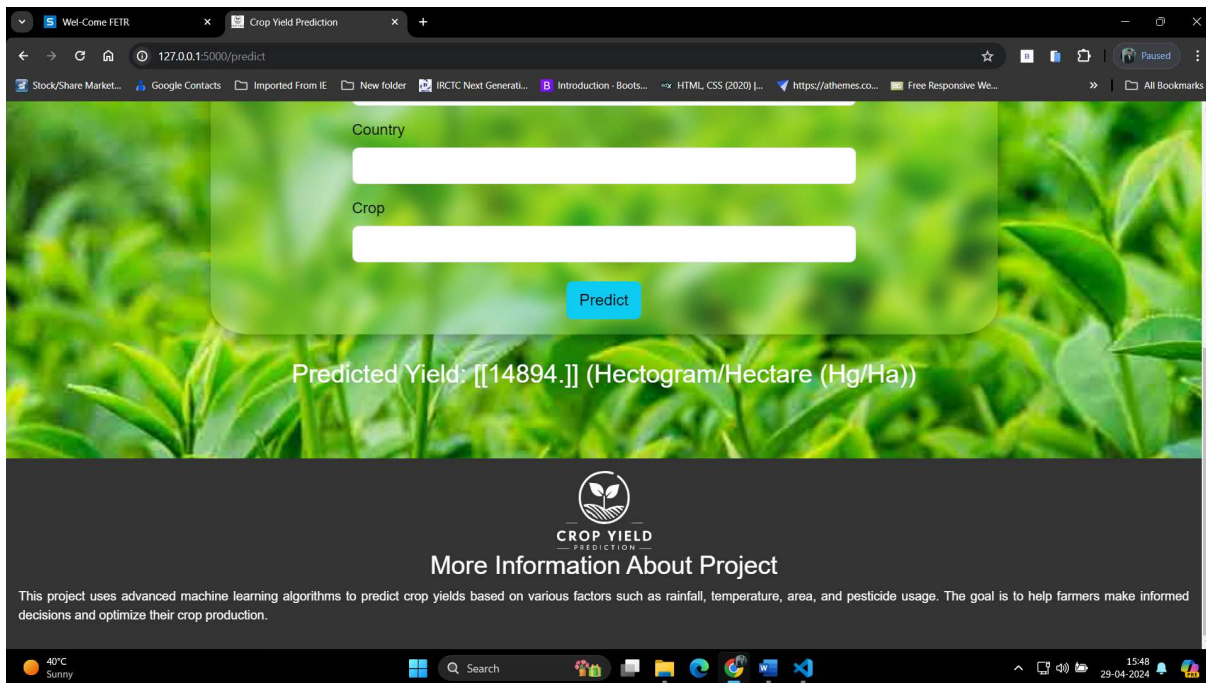 Wel-Come FETR
Crop Yield Prediction
127.0.0.1:5000/predict
Paused
Stock/Share Market... Google Contacts Imported From IE New folder IRCTC Next Generati... Introduction - Boots... HTML, CSS (2020) |... https://athemes.co... Free Responsive We... » All Bookmarks
Country
Crop
Predict
Predicted Yield: [[14894.]] (Hectogram/Hectare (Hg/Ha))
CROP YIELD
PREDICTION
More Information About Project
This project uses advanced machine learning algorithms to predict crop yields based on various factors such as rainfall, temperature, area, and pesticide usage. The goal is to help farmers make informed
decisions and optimize their crop production.
40°C
Sunny
Search
15:48
29-04-2024